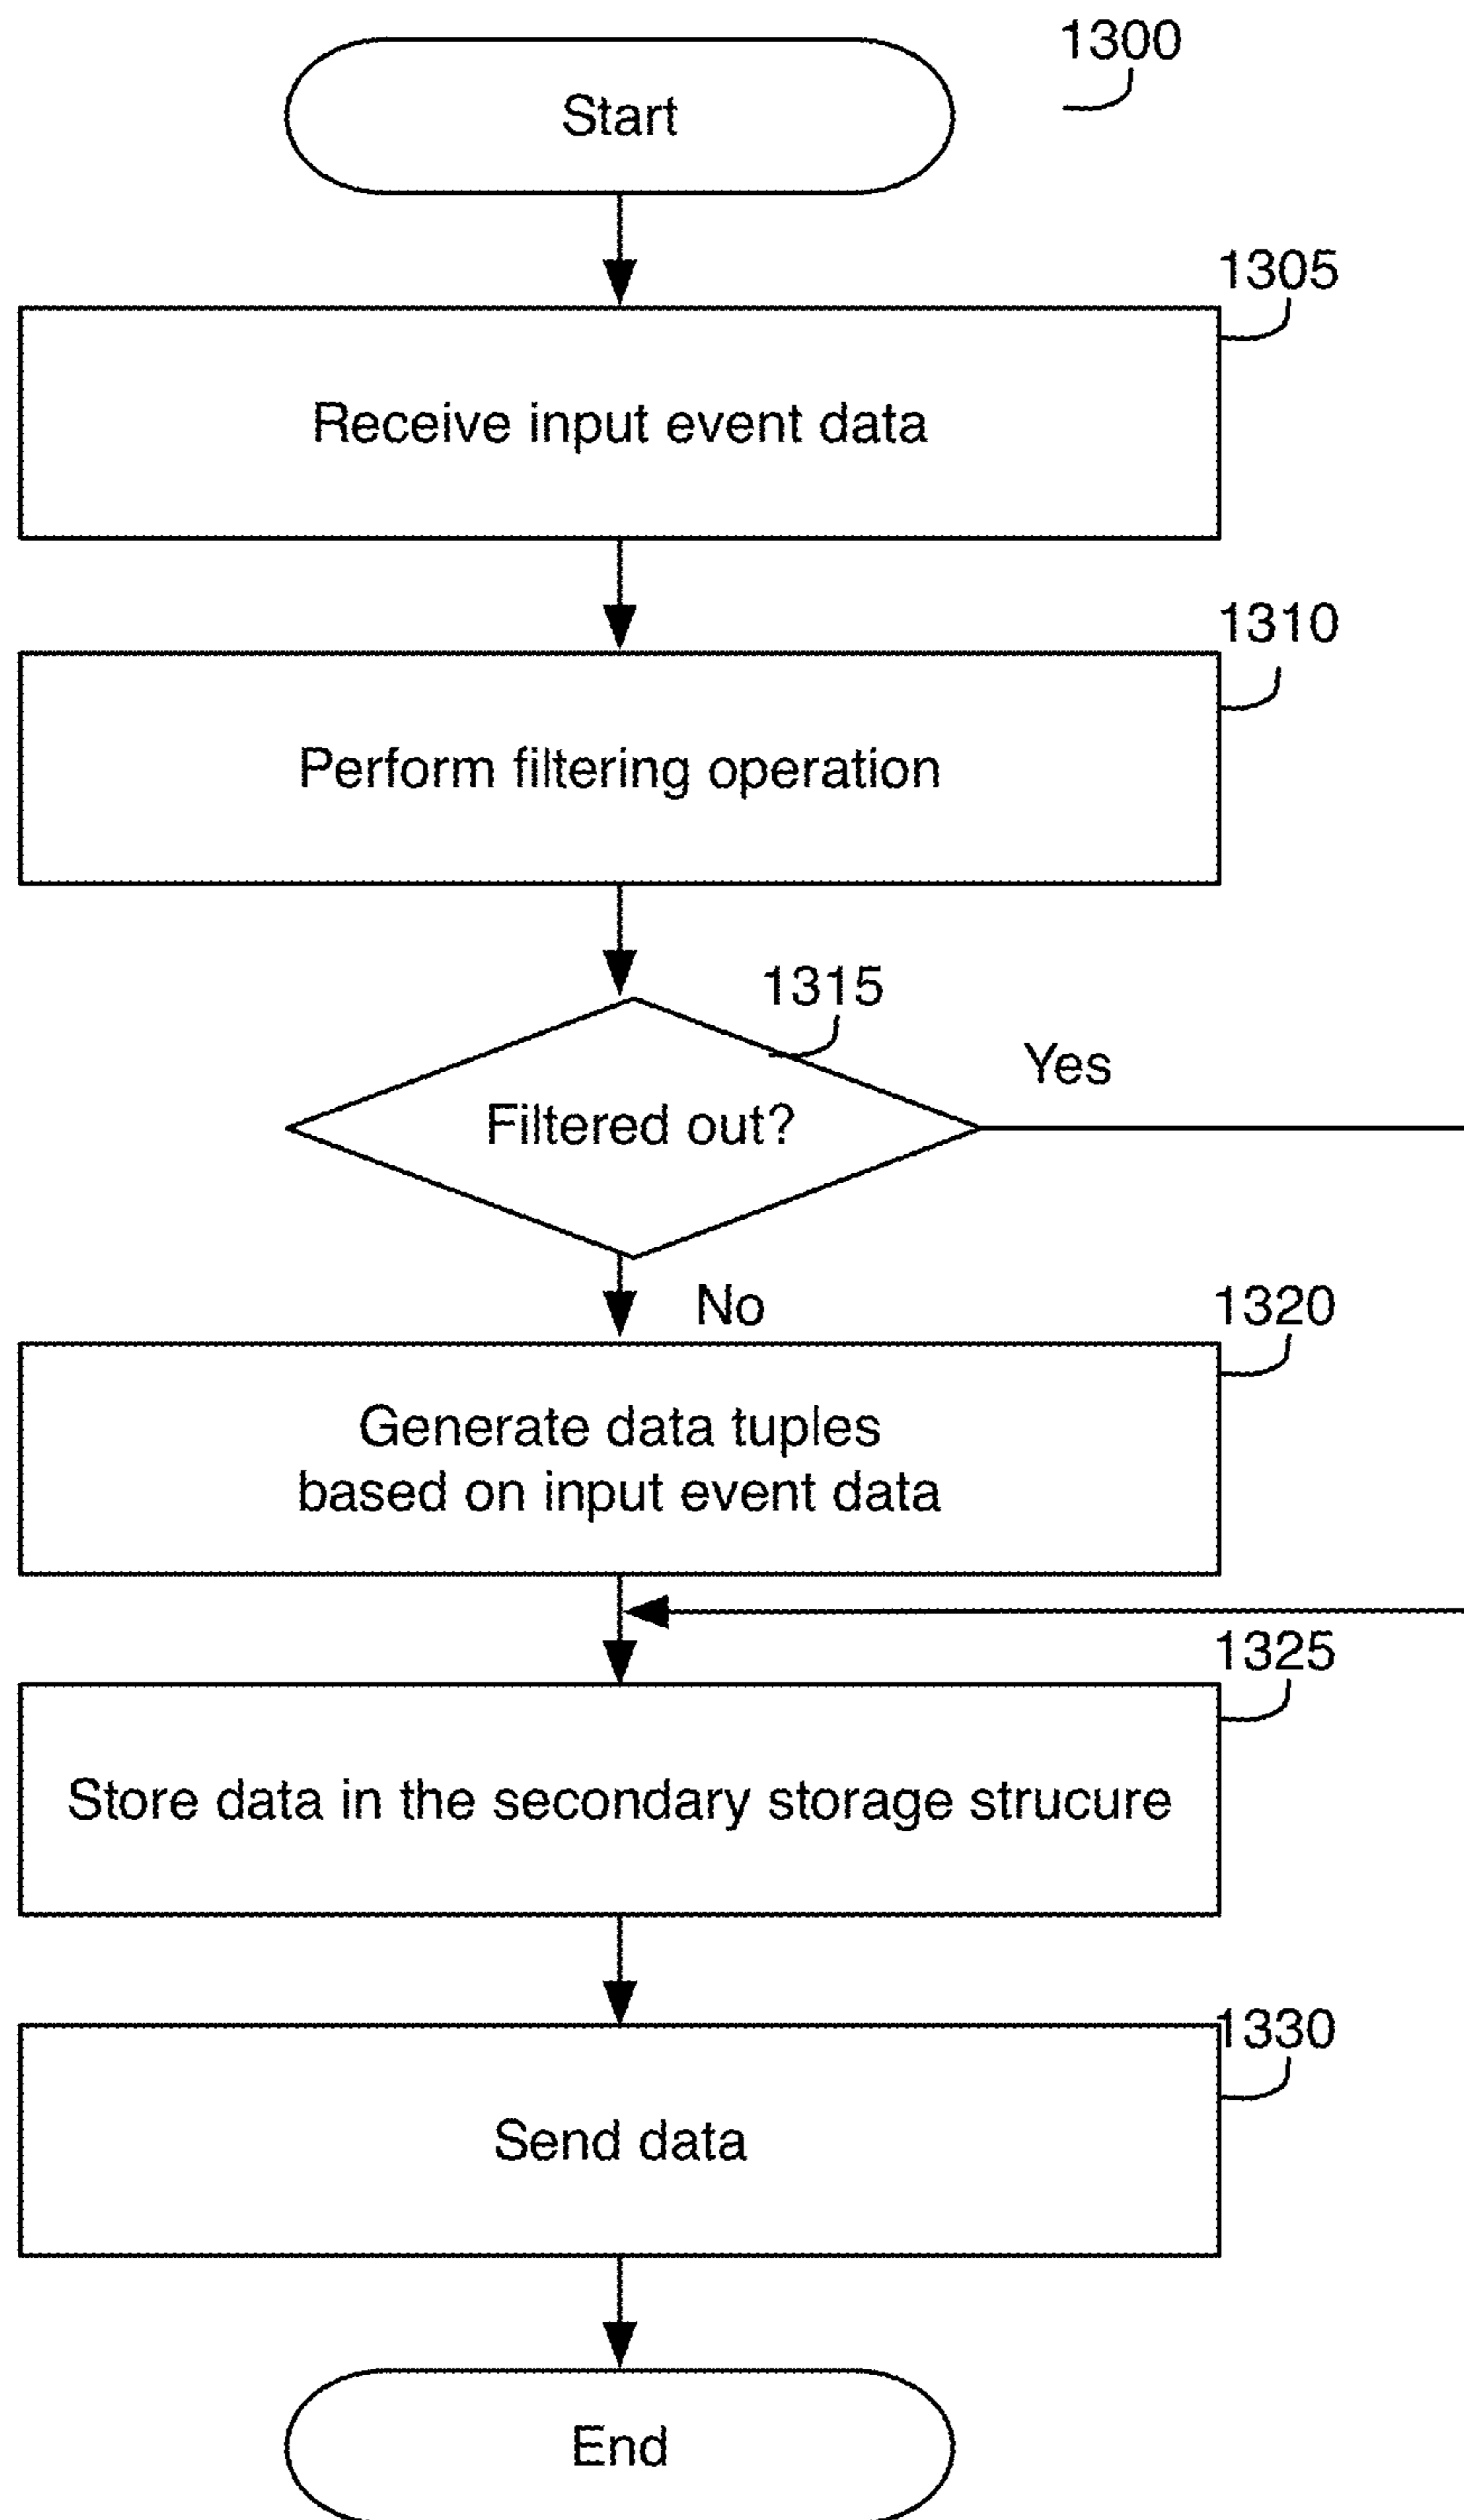 1300
Start
1305
Receive input event data
1310
Perform filtering operation
1315
Yes
Filtered out?
No
1320
Generate data tuples
based on input event data
1325
Store data in the secondary storage strucure
1330
Send data
End